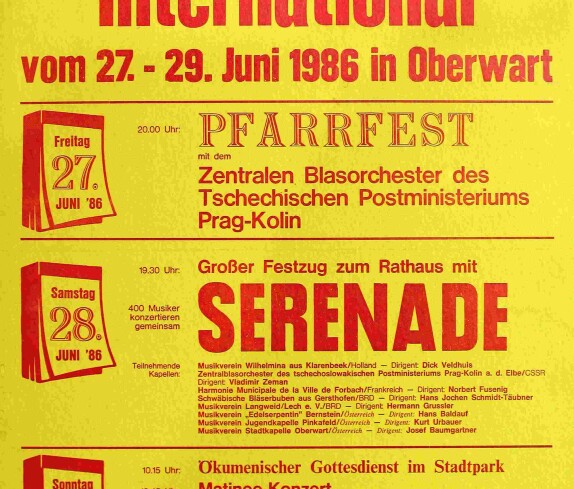 International
vom 27. - 29. Juni 1986 in Oberwart
Freitag
27.
JUNI '86
20.00 Uhr:
PFARRFEST
mit dem
Zentralen Blasorchester des
Tschechischen Postministeriums
Prag-Kolin
Samstag
28.
JUNI '86
19.30 Uhr:
Großer Festzug zum Rathaus mit
400 Musiker
konzertieren
gemeinsam
SERENADE
Teilnehmende
Kapellen:
Musikverein Wilhelmina aus Klarenbeek/Holland — Dirigent: Dick Veldhuis
Zentralblasorchester des tschechoslowakischen Postministeriums Prag-Kolin a. d. Elbe/CSSR
Dirigent: Vladimir Zeman
Harmonie Municipale de la Ville de Forbach/Frankreich — Dirigent: Norbert Fusenig
Schwäbische Bläserbuben aus Gersthofen/BRD — Dirigent: Hans Jochen Schmidt-Täubner
Musikverein Langweid/Lech e. V./BRD — Dirigent: Hermann Grussler
Musikverein „Edelserpentin" Bernstein/Österreich — Dirigent: Hans Baldauf
Musikverein Jugendkapelle Pinkafeld/Österreich — Dirigent: Kurt Urbauer
Musikverein Stadtkapelle Oberwart/Österreich — Dirigent: Josef Baumgartner
Sonntag
10.15 Uhr:
Ökumenischer Gottesdienst im Stadtpark
Matinee-Konzert